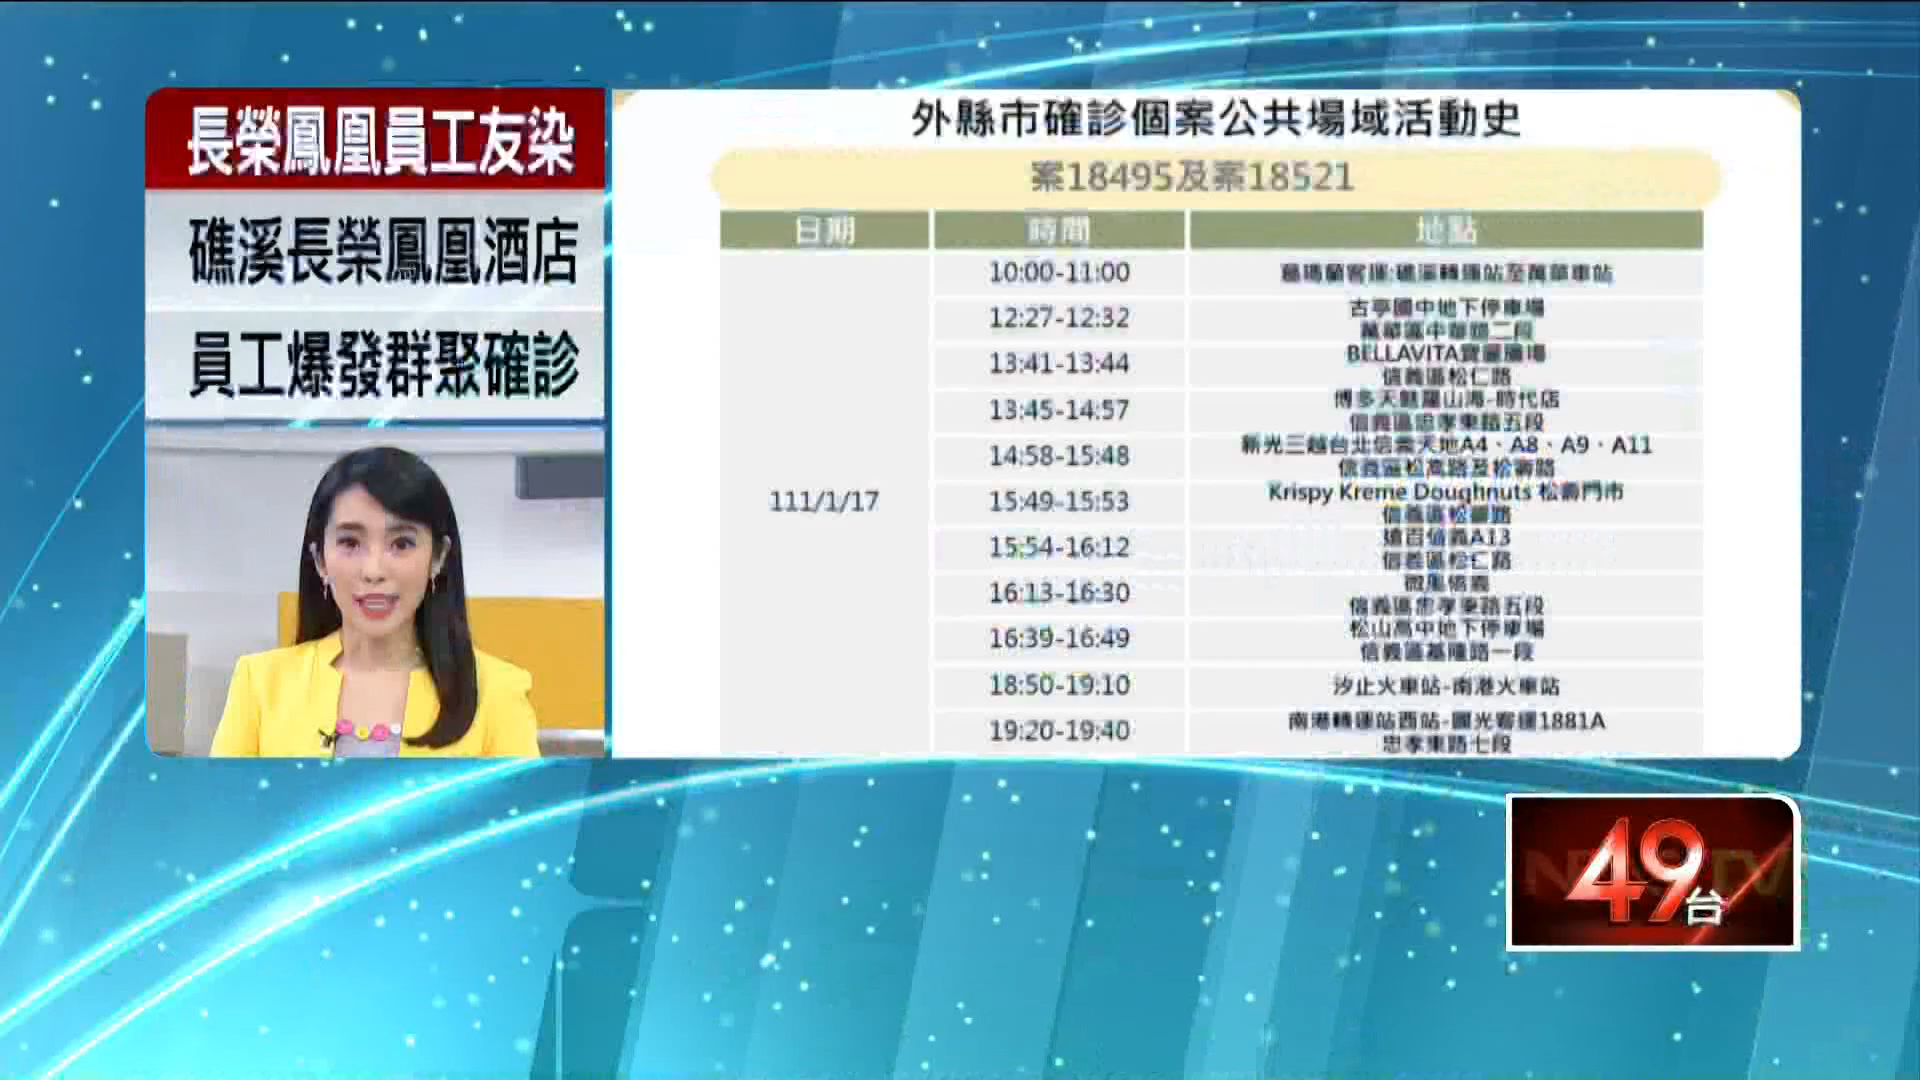 長榮鳳凰員工友染
礁溪長榮鳳凰酒店
員工爆發群聚確診
外縣市確診個案公共場域活動史
案18495及案18521
日期 時間 地點
111/1/17
10:00-11:00 葛瑪蘭客運:礁溪轉運站至萬華車站
12:27-12:32 古亭國中地下停車場
萬華區中華路二段
13:41-13:44 BELLAVITA寶麗廣場
信義區松仁路
13:45-14:57 博多天麩羅山海-時代店
信義區忠孝東路五段
14:58-15:48 新光三越台北信義天地A4、A8、A9、A11
信義區松高路及松壽路
15:49-15:53 Krispy Kreme Doughnuts 松壽門市
信義區松壽路
15:54-16:12 遠百信義A13
信義區松仁路
16:13-16:30 微風信義
信義區忠孝東路五段
16:39-16:49 松山高中地下停車場
信義區基隆路一段
18:50-19:10 汐止火車站-南港火車站
19:20-19:40 南港轉運站西站-國光客運1881A
忠孝東路七段
49台